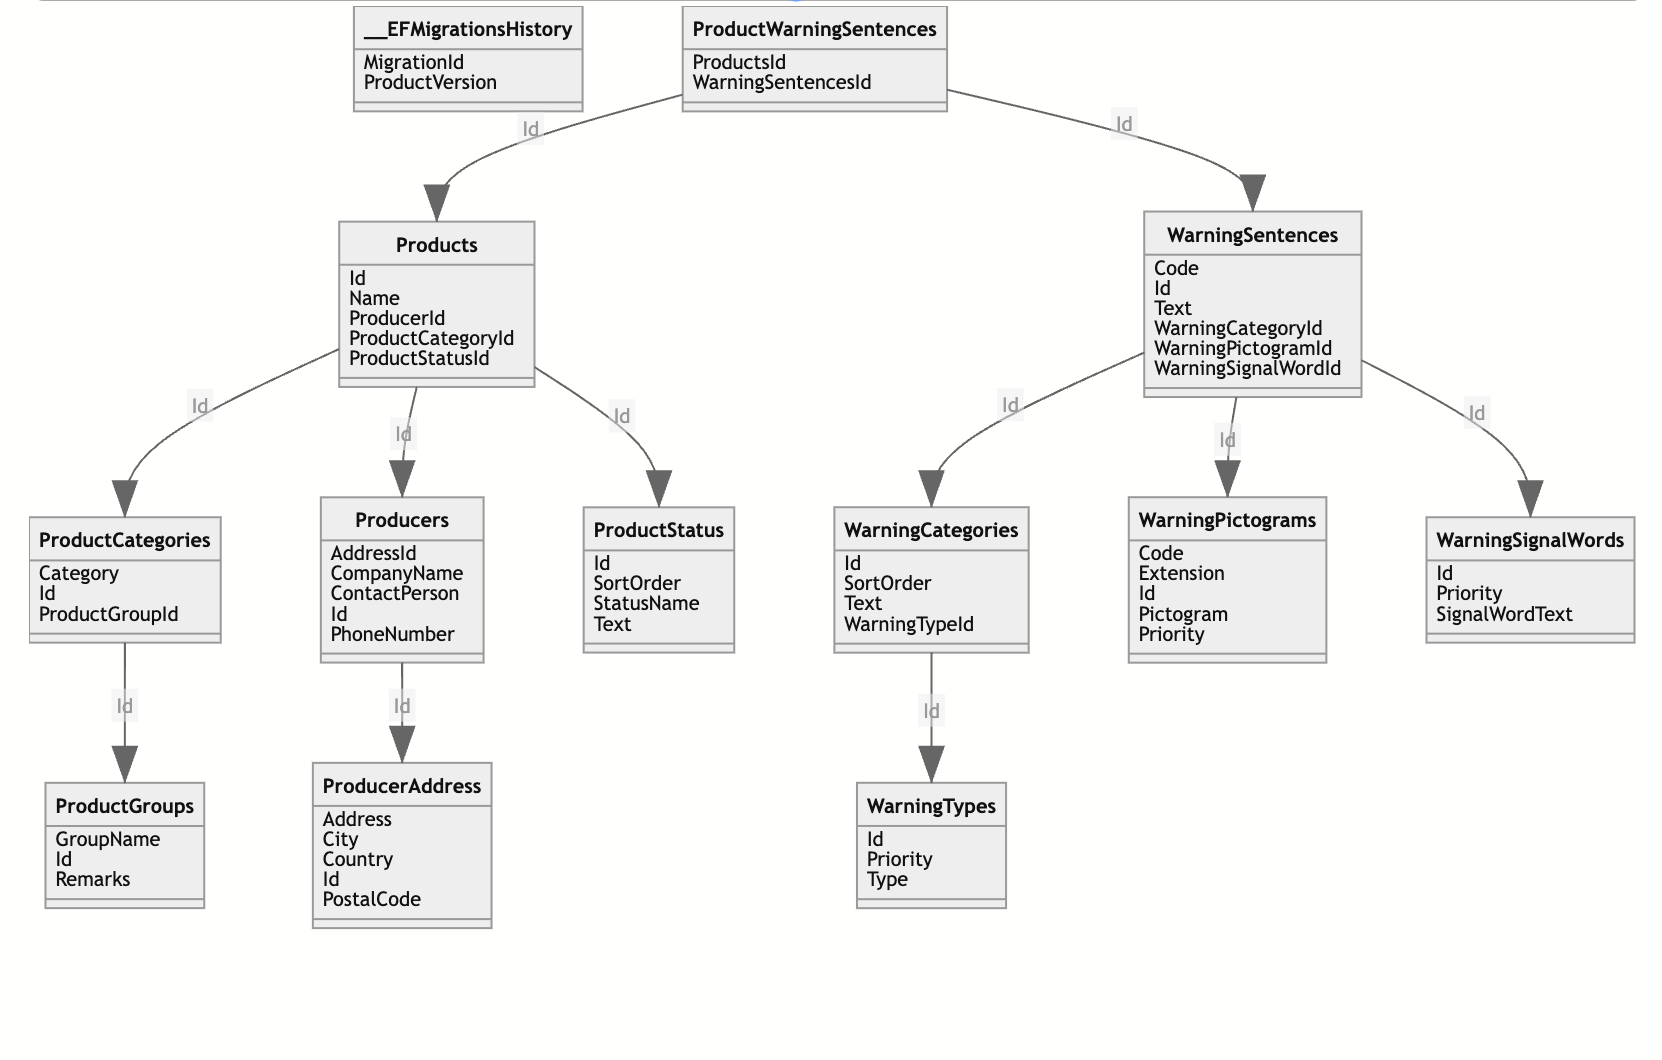 __EFMigrationsHistory
MigrationId
ProductVersion
ProductWarningSentences
ProductsId
WarningSentencesId
Id
Id
Products
Id
Name
ProducerId
ProductCategoryId
ProductStatusId
WarningSentences
Code
Id
Text
WarningCategoryId
WarningPictogramId
WarningSignalWordId
Id
Id
Id
Id
Id
Id
ProductCategories
Category
Id
ProductGroupId
Producers
AddressId
CompanyName
ContactPerson
Id
PhoneNumber
ProductStatus
Id
SortOrder
StatusName
Text
WarningCategories
Id
SortOrder
Text
WarningTypeId
WarningPictograms
Code
Extension
Id
Pictogram
Priority
WarningSignalWords
Id
Priority
SignalWordText
Id
Id
Id
ProductGroups
GroupName
Id
Remarks
ProducerAddress
Address
City
Country
Id
PostalCode
WarningTypes
Id
Priority
Type